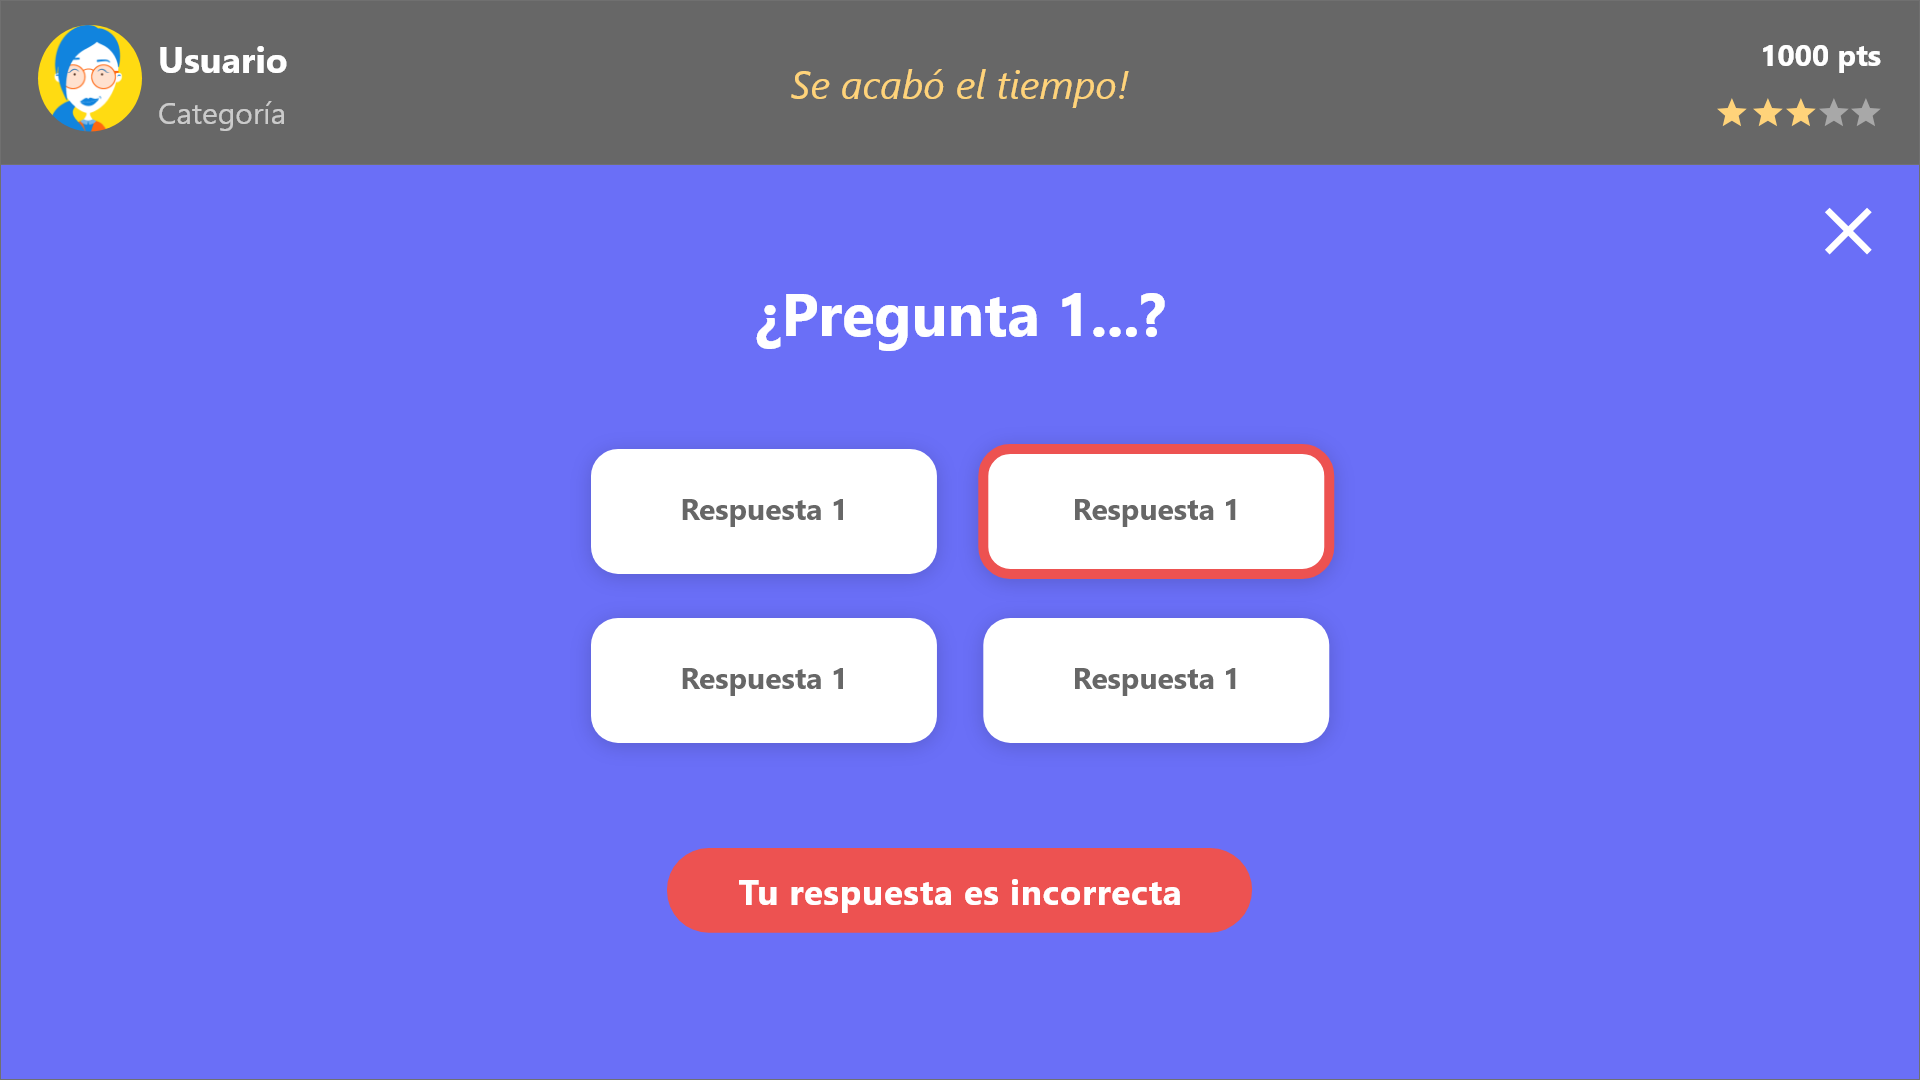 Usuario
Categoría
Se acabó el tiempo!
1000 pts
¿Pregunta 1...?
Respuesta 1
Respuesta 1
Respuesta 1
Respuesta 1
Tu respuesta es incorrecta